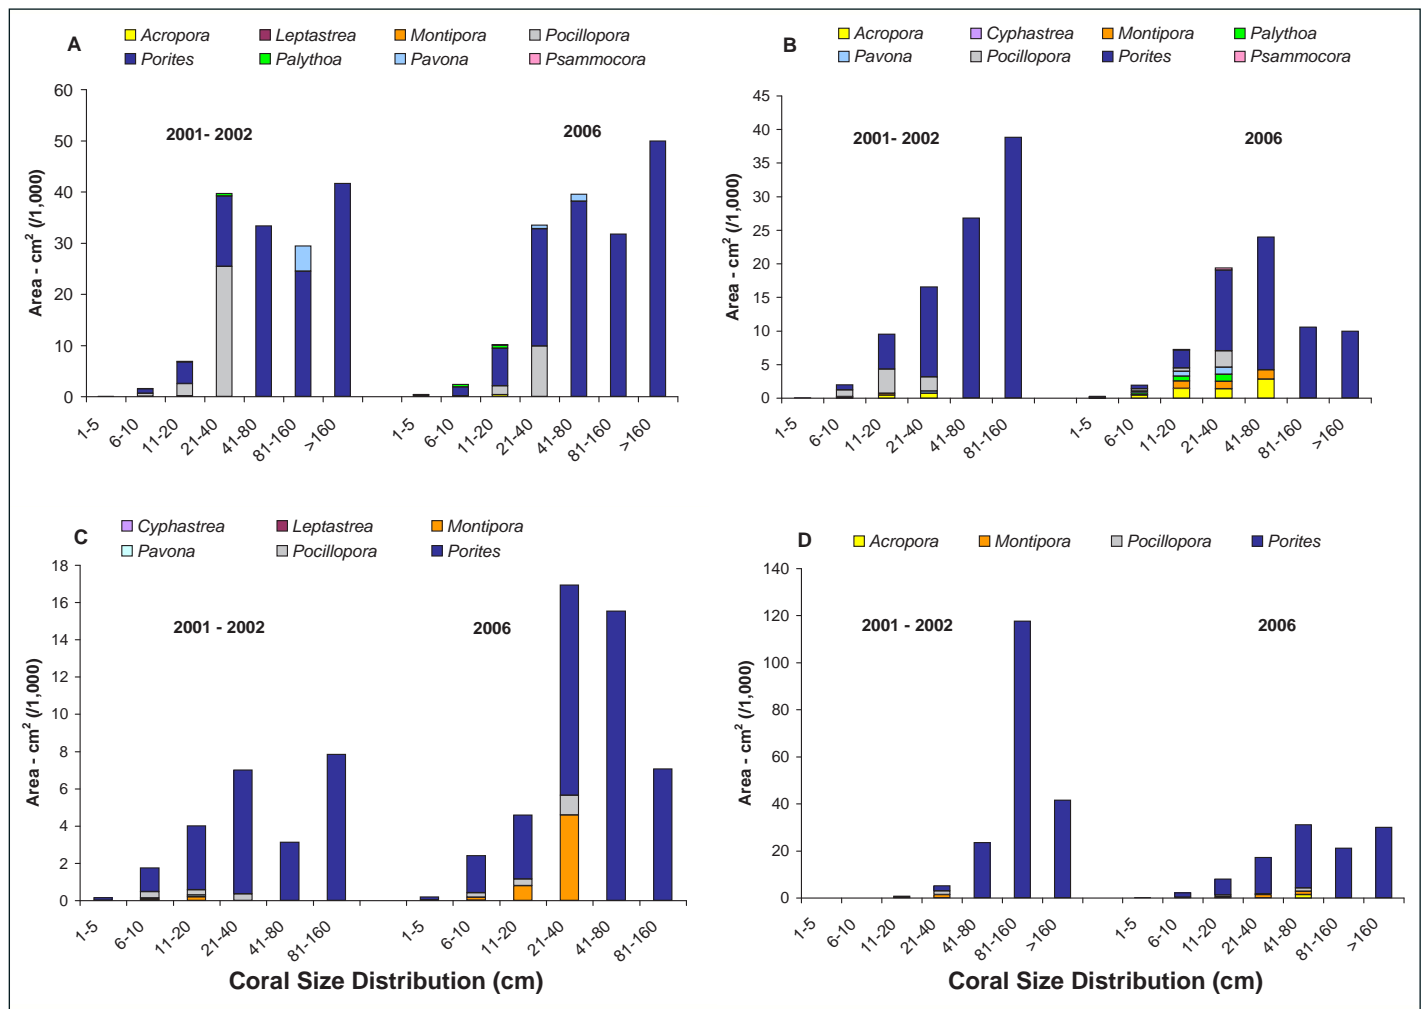 A
Acropora Leptastrea Montipora Pocillopora
Porites Palythoa Pavona Psammocora
60
50
40
30
20
10
0
Area - cm² (/1,000)
2001- 2002
2006
1-5 6-10 11-20 21-40 41-80 81-160 >160 1-5 6-10 11-20 21-40 41-80 81-160 >160
B
Acropora Cyphastrea Montipora Palythoa
Pavona Pocillopora Porites Psammocora
45
40
35
30
25
20
15
10
5
0
Area - cm² (/1,000)
2001- 2002
2006
1-5 6-10 11-20 21-40 41-80 81-160 1-5 6-10 11-20 21-40 41-80 81-160 >160
C
Cyphastrea Leptastrea Montipora
Pavona Pocillopora Porites
18
16
14
12
10
8
6
4
2
0
Area - cm² (/1,000)
2001 - 2002
2006
1-5 6-10 11-20 21-40 41-80 81-160 1-5 6-10 11-20 21-40 41-80 81-160
Coral Size Distribution (cm)
D
Acropora Montipora Pocillopora Porites
140
120
100
80
60
40
20
0
Area - cm² (/1,000)
2001 - 2002
2006
1-5 6-10 11-20 21-40 41-80 81-160 >160 1-5 6-10 11-20 21-40 41-80 81-160 >160
Coral Size Distribution (cm)